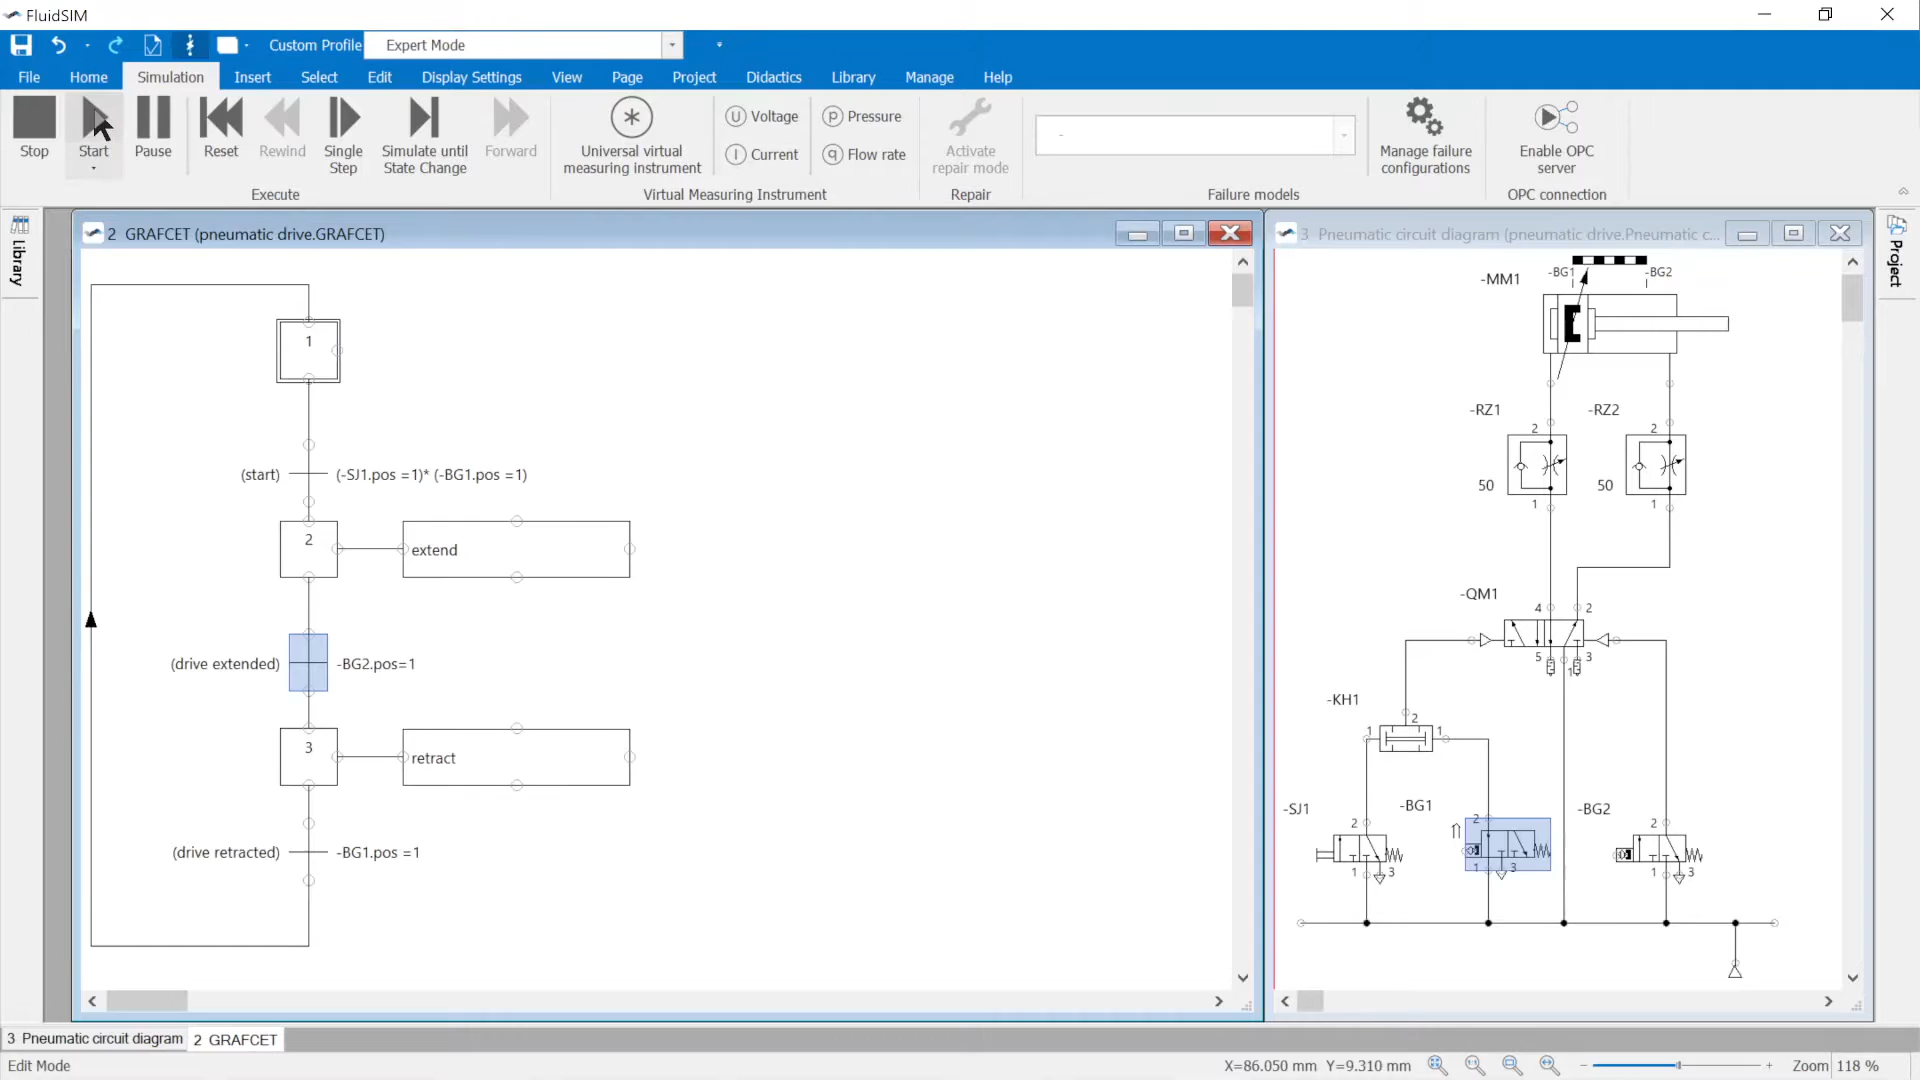 FluidSIM
Custom Profile Expert Mode
File Home Simulation Insert Select Edit Display Settings View Page Project Didactics Library Manage Help
Stop Start Pause Reset Rewind Single Step Simulate until State Change Forward
Execute
Universal virtual measuring instrument
U Voltage
I Current
p Pressure
q Flow rate
Virtual Measuring Instrument
Activate repair mode
Repair
-
Failure models
Manage failure configurations
Enable OPC server
OPC connection
Library
2 GRAFCET (pneumatic drive.GRAFCET)
1
(start) (-SJ1.pos =1)* (-BG1.pos =1)
2 extend
(drive extended) -BG2.pos=1
3 retract
(drive retracted) -BG1.pos =1
3 Pneumatic circuit diagram (pneumatic drive.Pneumatic c...
Project
-MM1 -BG1 -BG2
-RZ1 -RZ2
2 2
50 50
1 1
-QM1
4 2
5 1 3
-KH1
2
1 1
-SJ1 -BG1 -BG2
2 2 2
1 3 1 3 1 3
3 Pneumatic circuit diagram 2 GRAFCET
Edit Mode X=86.050 mm Y=9.310 mm 1:1 − + Zoom 118 %